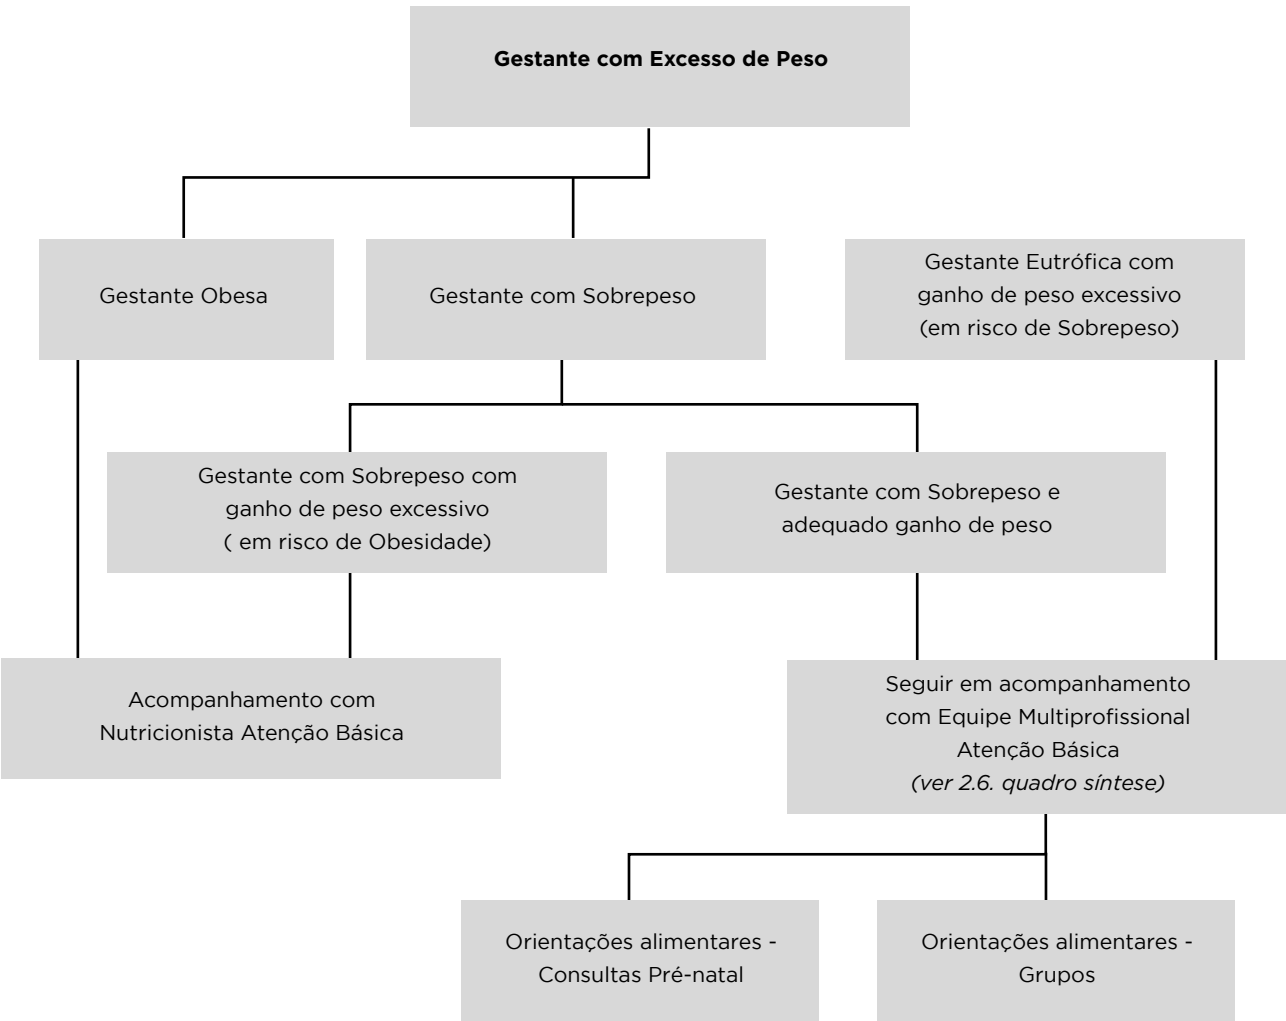 Gestante com Excesso de Peso
Gestante Obesa
Gestante com Sobrepeso
Gestante Eutrófica com
ganho de peso excessivo
(em risco de Sobrepeso)
Gestante com Sobrepeso com
ganho de peso excessivo
( em risco de Obesidade)
Gestante com Sobrepeso e
adequado ganho de peso
Acompanhamento com
Nutricionista Atenção Básica
Seguir em acompanhamento
com Equipe Multiprofissional
Atenção Básica
(ver 2.6. quadro síntese)
Orientações alimentares -
Consultas Pré-natal
Orientações alimentares -
Grupos